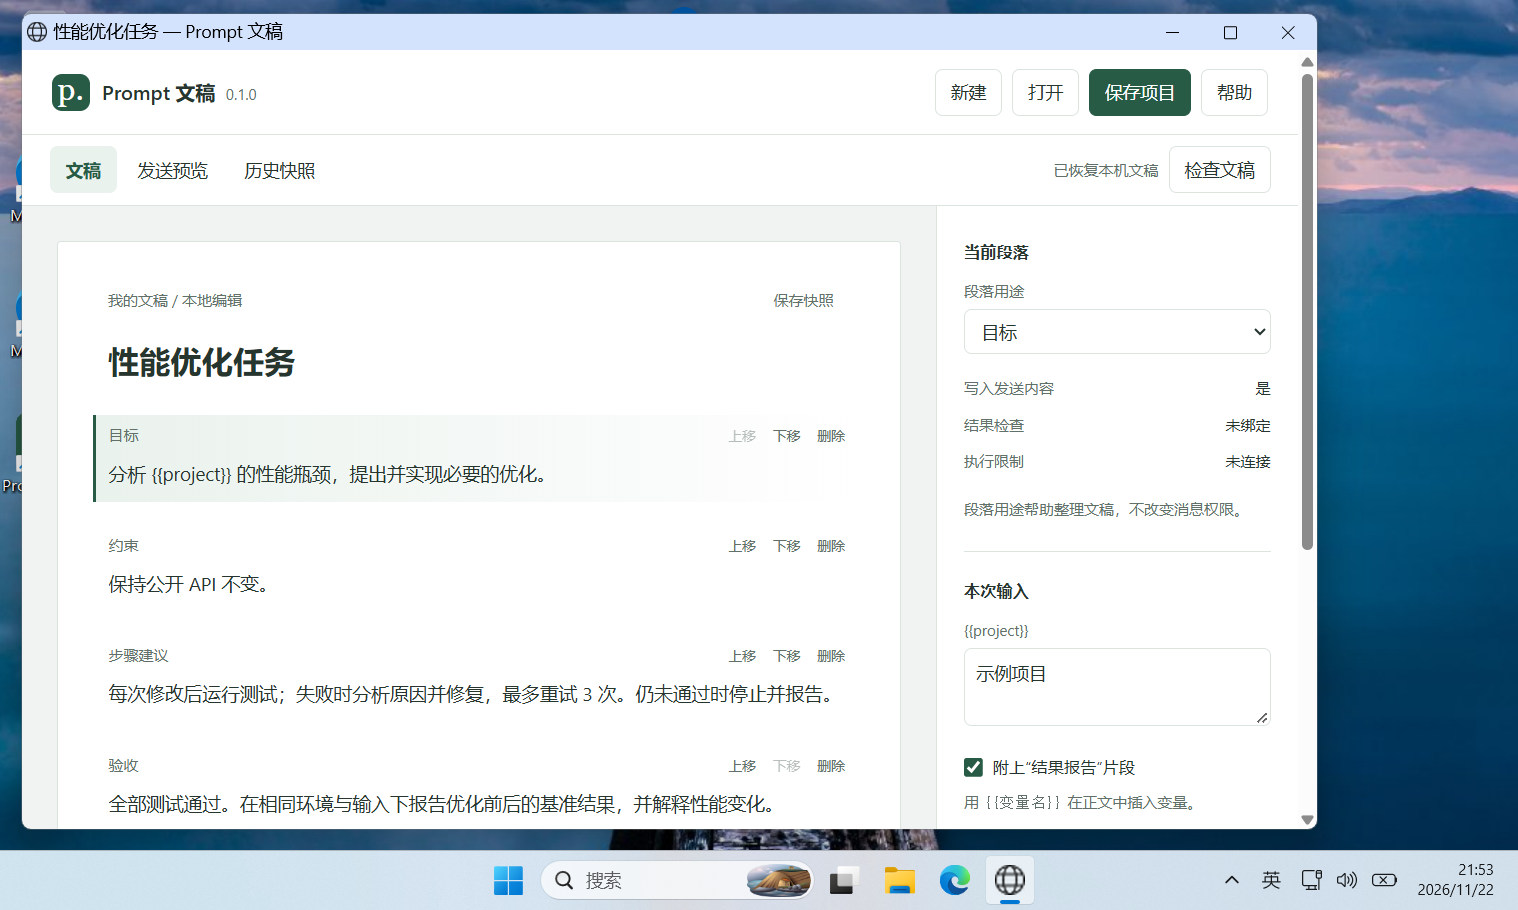 性能优化任务 — Prompt 文稿
p. Prompt 文稿 0.1.0
新建 打开 保存项目 帮助
文稿 发送预览 历史快照
已恢复本机文稿 检查文稿
我的文稿 / 本地编辑 保存快照
性能优化任务
目标 上移 下移 删除
分析 {{project}} 的性能瓶颈，提出并实现必要的优化。
约束 上移 下移 删除
保持公开 API 不变。
步骤建议 上移 下移 删除
每次修改后运行测试；失败时分析原因并修复，最多重试 3 次。仍未通过时停止并报告。
验收 上移 下移 删除
全部测试通过。在相同环境与输入下报告优化前后的基准结果，并解释性能变化。
当前段落
段落用途
目标
写入发送内容 是
结果检查 未绑定
执行限制 未连接
段落用途帮助整理文稿，不改变消息权限。
本次输入
{{project}}
示例项目
附上“结果报告”片段
用 {{变量名}} 在正文中插入变量。
M
M
Pro
搜索
英
21:53
2026/11/22